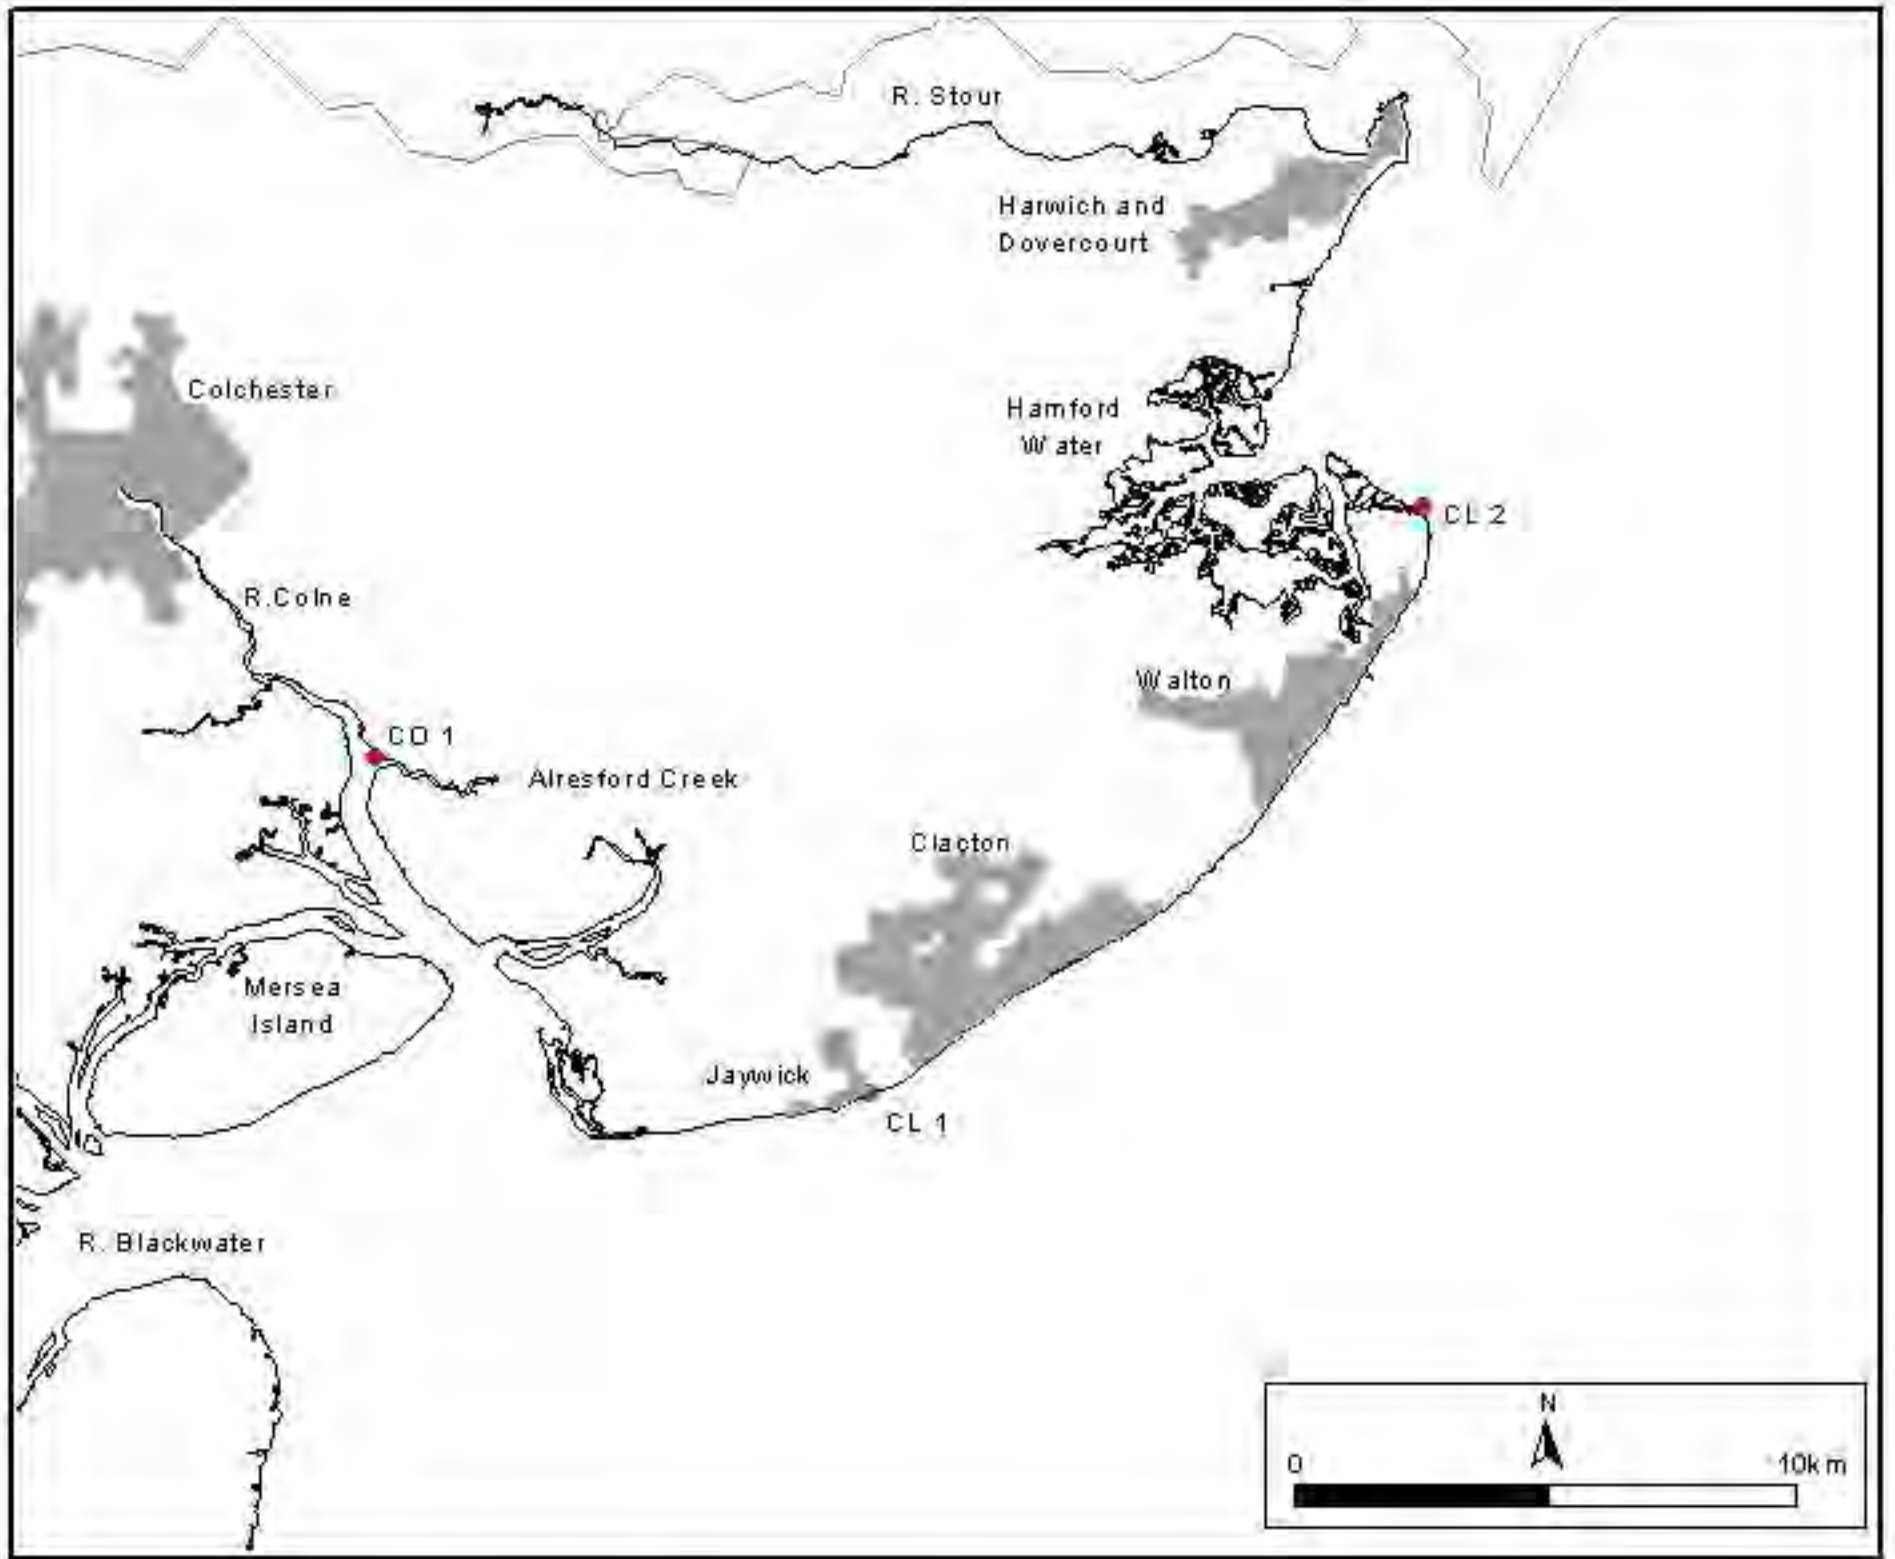 R. Stour
Harwich and
Dovercourt
Colchester
Hamford
Water
CL 2
R.Colne
Walton
CO 1
Alresford Creek
Clacton
Mersea
Island
Jaywick
CL 1
R. Blackwater
N
0 10km